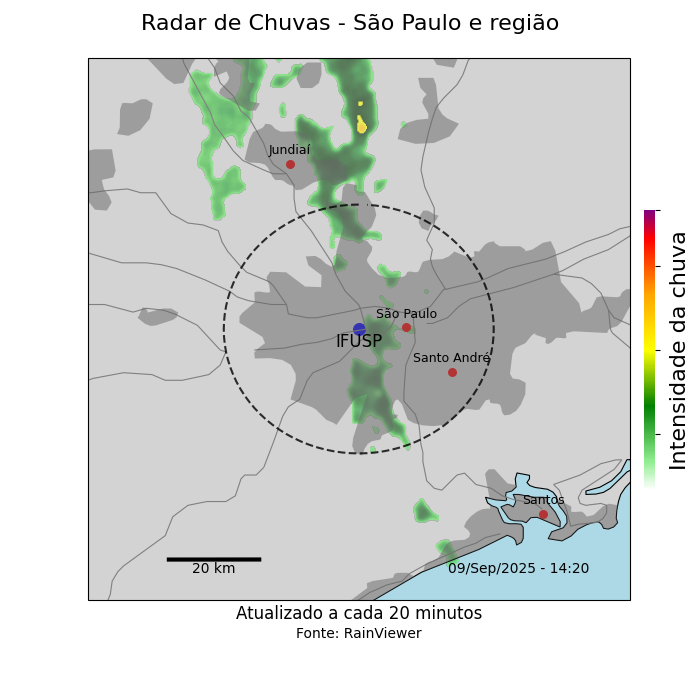 Radar de Chuvas - São Paulo e região
Jundiaí
São Paulo
IFUSP
Santo André
Santos
20 km
09/Sep/2025 - 14:20
Intensidade da chuva
Atualizado a cada 20 minutos
Fonte: RainViewer